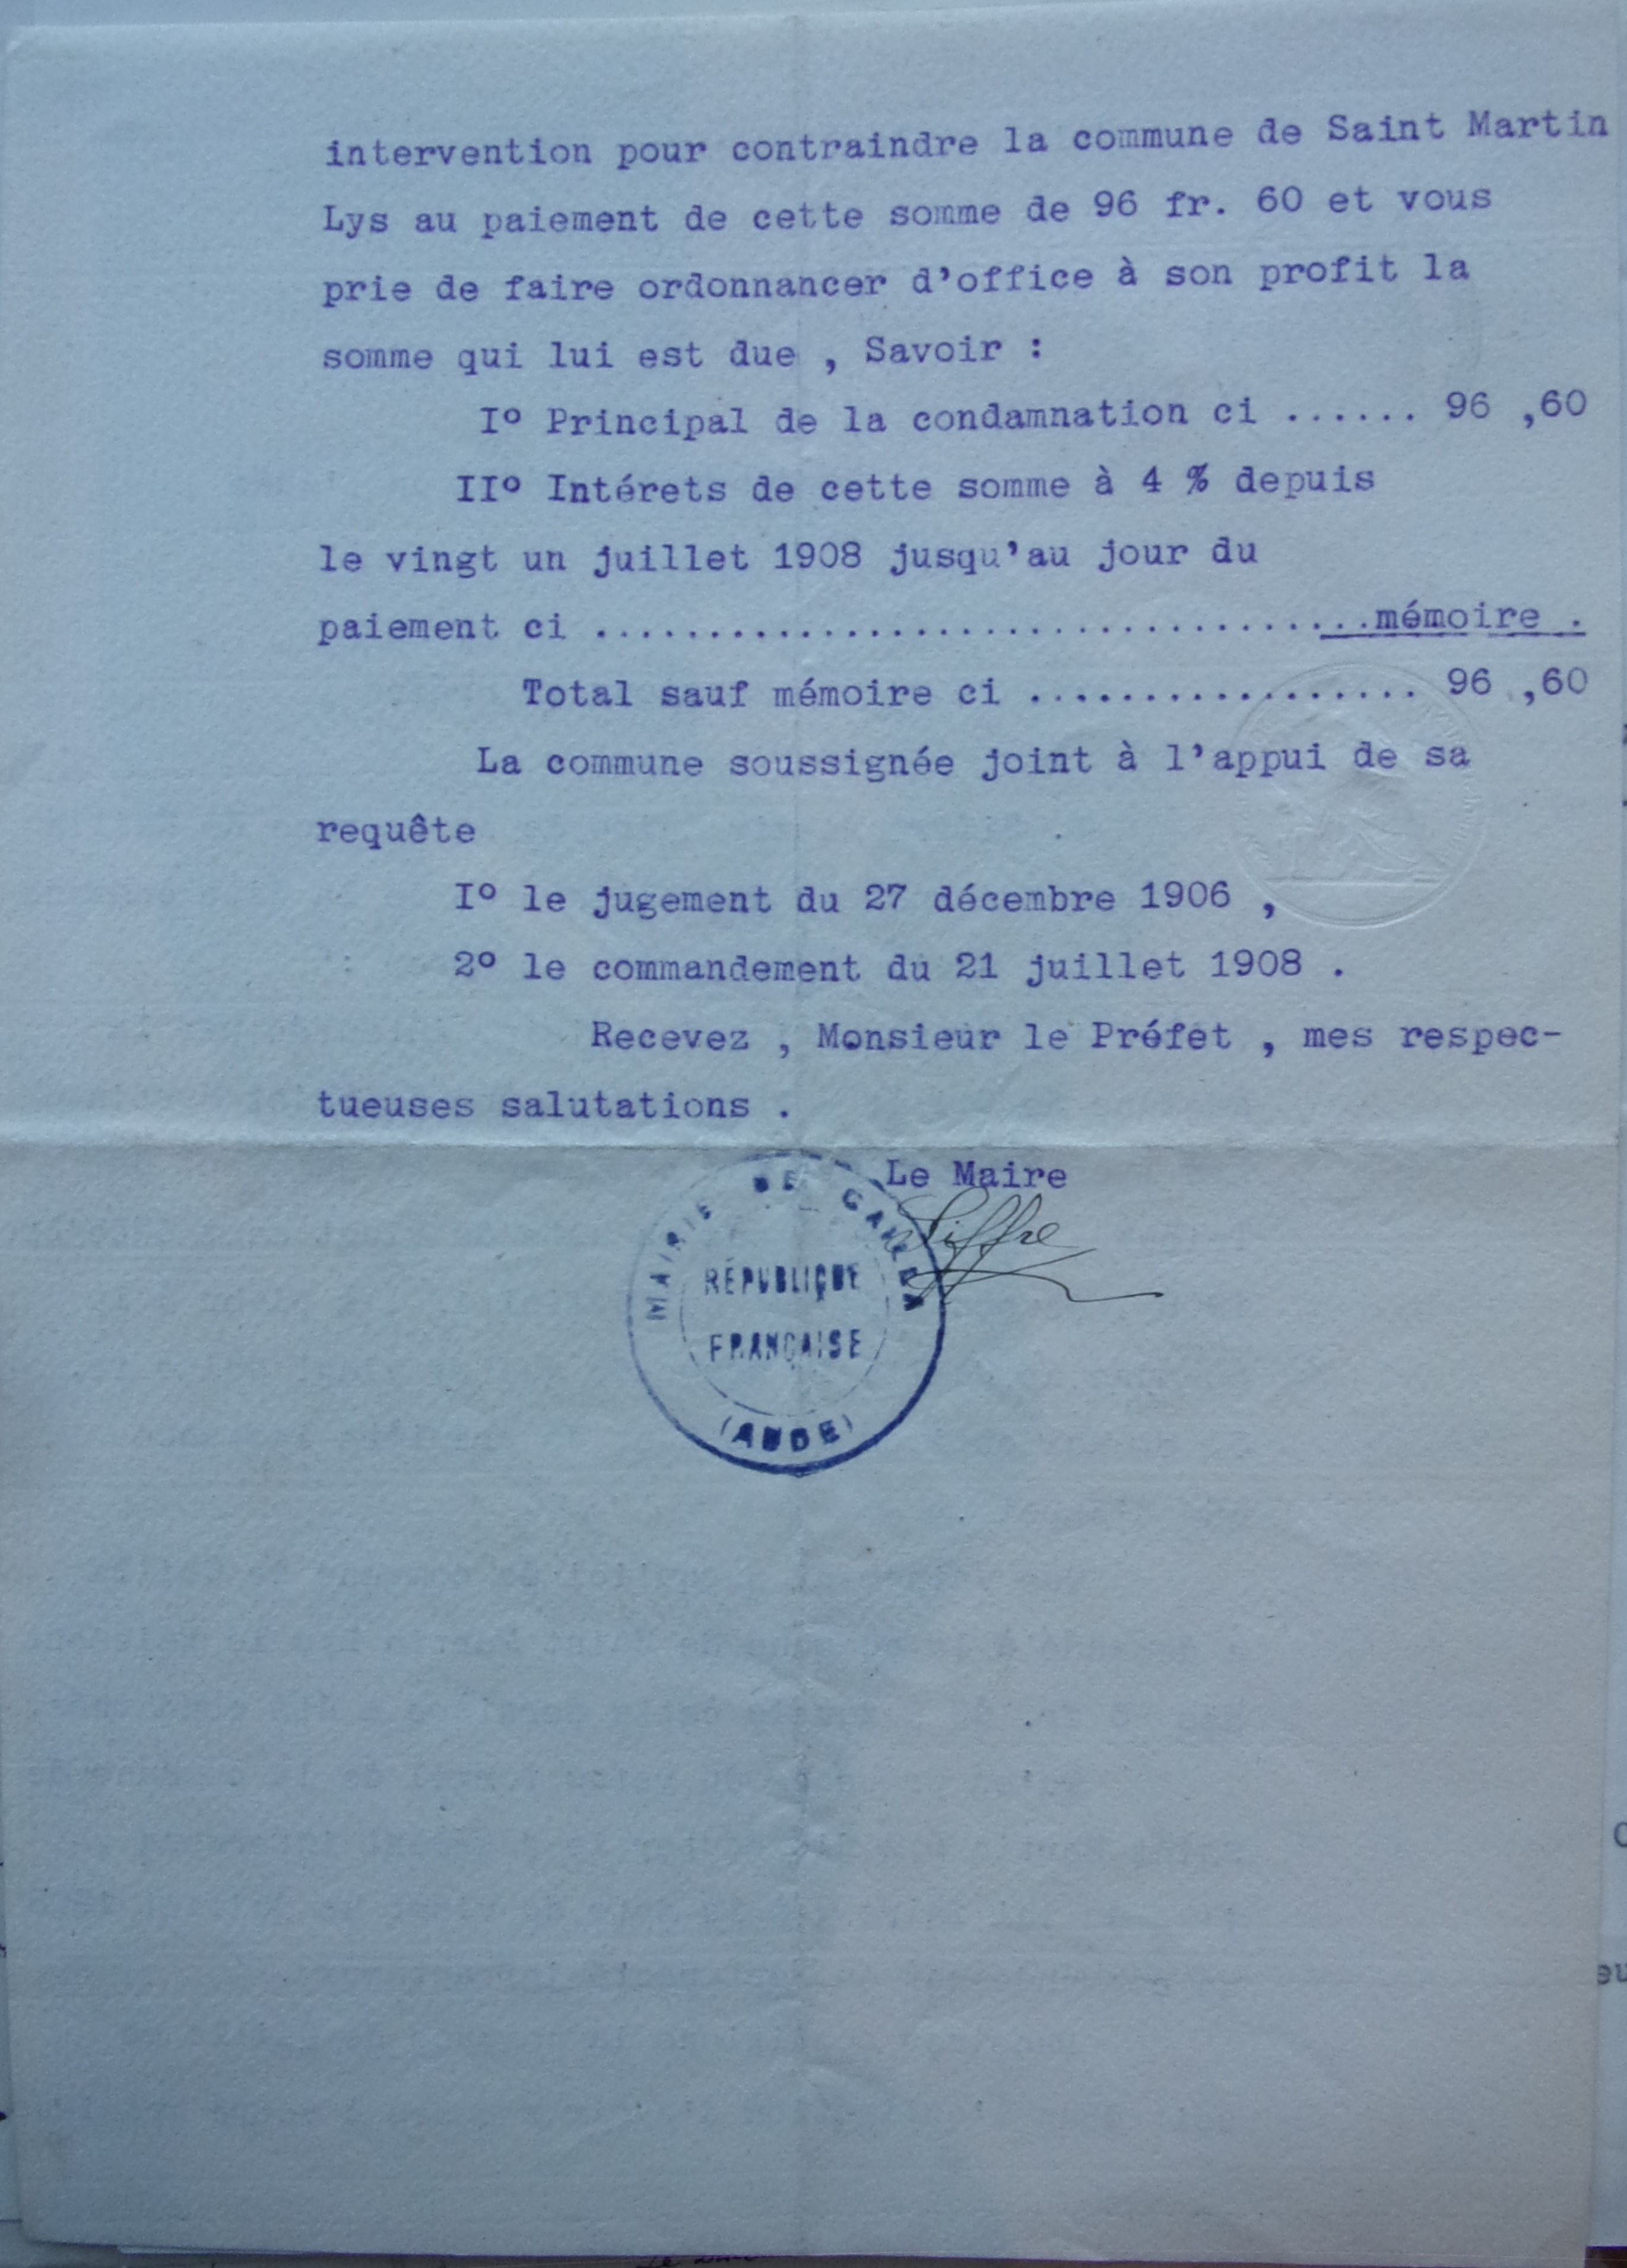 intervention pour contraindre la commune de Saint Martin
Lys au paiement de cette somme de 96 fr. 60 et vous
prie de faire ordonnancer d'office à son profit la
somme qui lui est due , Savoir :
I° Principal de la condamnation ci ...... 96 ,60
II° Intérets de cette somme à 4 % depuis
le vingt un juillet 1908 jusqu'au jour du
paiement ci ...................................mémoire .
Total sauf mémoire ci ................. 96 ,60
La commune soussignée joint à l'appui de sa
requête
I° le jugement du 27 décembre 1906 ,
2° le commandement du 21 juillet 1908 .
Recevez , Monsieur le Préfet , mes respec-
tueuses salutations .
Le Maire
Siffre
MAIRIE DE
RÉPUBLIQUE
FRANÇAISE
(AUDE)